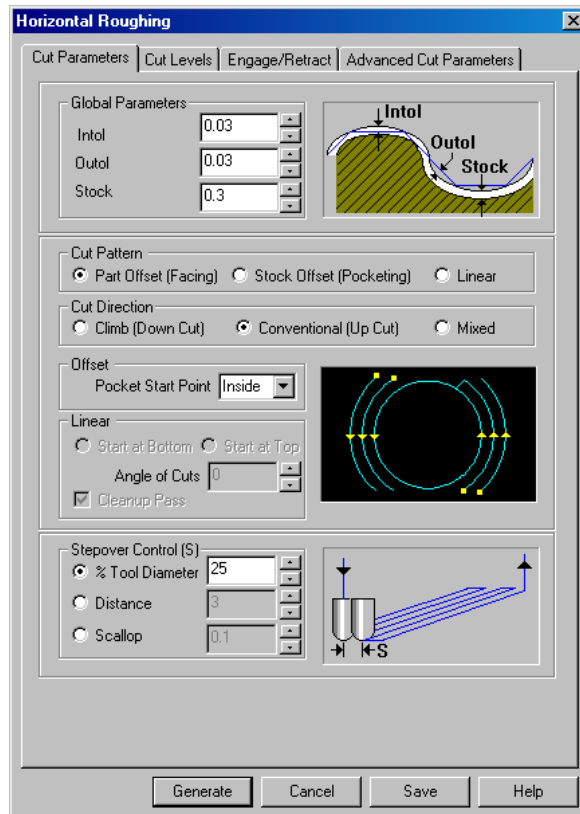 Horizontal Roughing
Cut Parameters Cut Levels Engage/Retract Advanced Cut Parameters
Global Parameters
Intol 0.03
Outol 0.03
Stock 0.3
Intol
Outol
Stock
Cut Pattern
Part Offset (Facing) Stock Offset (Pocketing) Linear
Cut Direction
Climb (Down Cut) Conventional (Up Cut) Mixed
Offset
Pocket Start Point Inside
Linear
Start at Bottom Start at Top
Angle of Cuts 0
Cleanup Pass
Stepover Control (S)
% Tool Diameter 25
Distance 3
Scallop 0.1
S
Generate Cancel Save Help